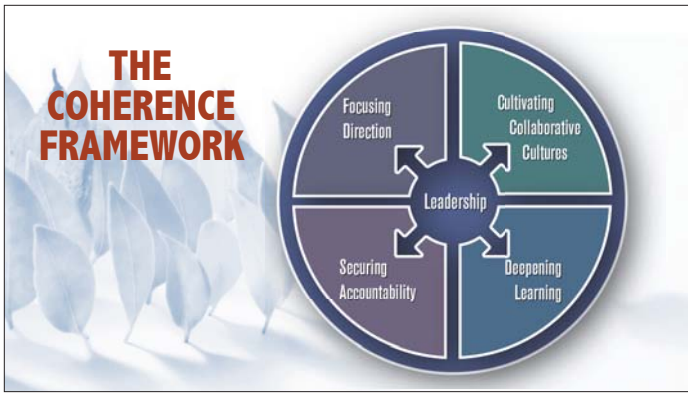 THE
COHERENCE
FRAMEWORK
Focusing
Direction
Cultivating
Collaborative
Cultures
Leadership
Securing
Accountability
Deepening
Learning